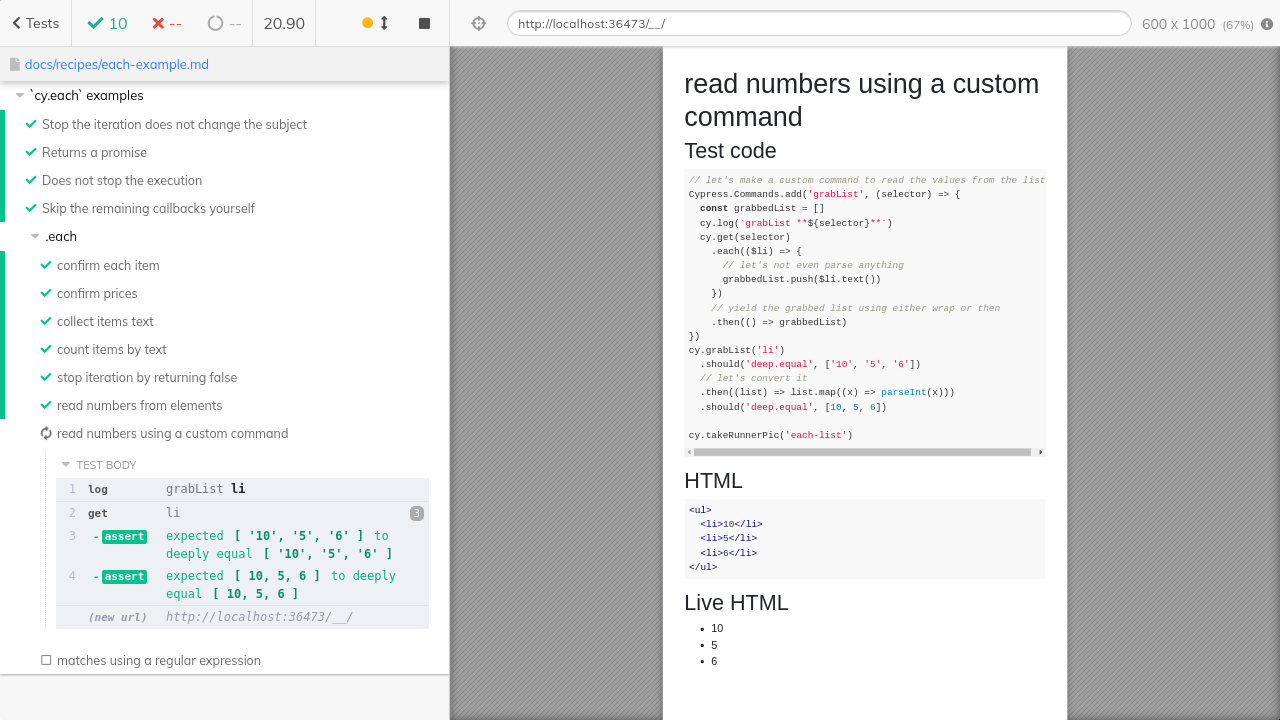 Tests
10
--
--
20.90
http://localhost:36473/__/
600 x 1000 (67%)
docs/recipes/each-example.md
`cy.each` examples
Stop the iteration does not change the subject
Returns a promise
Does not stop the execution
Skip the remaining callbacks yourself
.each
confirm each item
confirm prices
collect items text
count items by text
stop iteration by returning false
read numbers from elements
read numbers using a custom command
TEST BODY
1 log grabList li
2 get li 3
3 -assert expected [ '10', '5', '6' ] to
deeply equal [ '10', '5', '6' ]
4 -assert expected [ 10, 5, 6 ] to deeply
equal [ 10, 5, 6 ]
(new url) http://localhost:36473/__/
matches using a regular expression
read numbers using a custom
command
Test code
// let's make a custom command to read the values from the list
Cypress.Commands.add('grabList', (selector) => {
const grabbedList = []
cy.log(`grabList **${selector}**`)
cy.get(selector)
.each(($li) => {
// let's not even parse anything
grabbedList.push($li.text())
})
// yield the grabbed list using either wrap or then
.then(() => grabbedList)
})
cy.grabList('li')
.should('deep.equal', ['10', '5', '6'])
// let's convert it
.then((list) => list.map((x) => parseInt(x)))
.should('deep.equal', [10, 5, 6])
cy.takeRunnerPic('each-list')
HTML
<ul>
<li>10</li>
<li>5</li>
<li>6</li>
</ul>
Live HTML
10
5
6